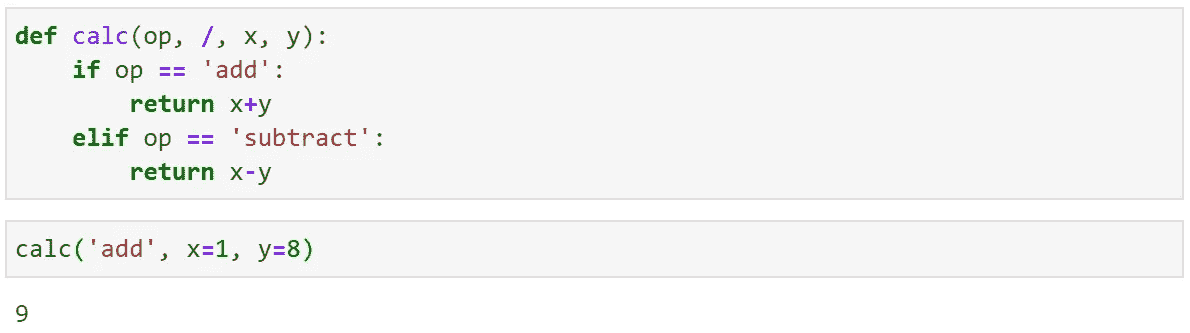 def calc(op, /, x, y):
    if op == 'add':
        return x+y
    elif op == 'subtract':
        return x-y
calc('add', x=1, y=8)
9